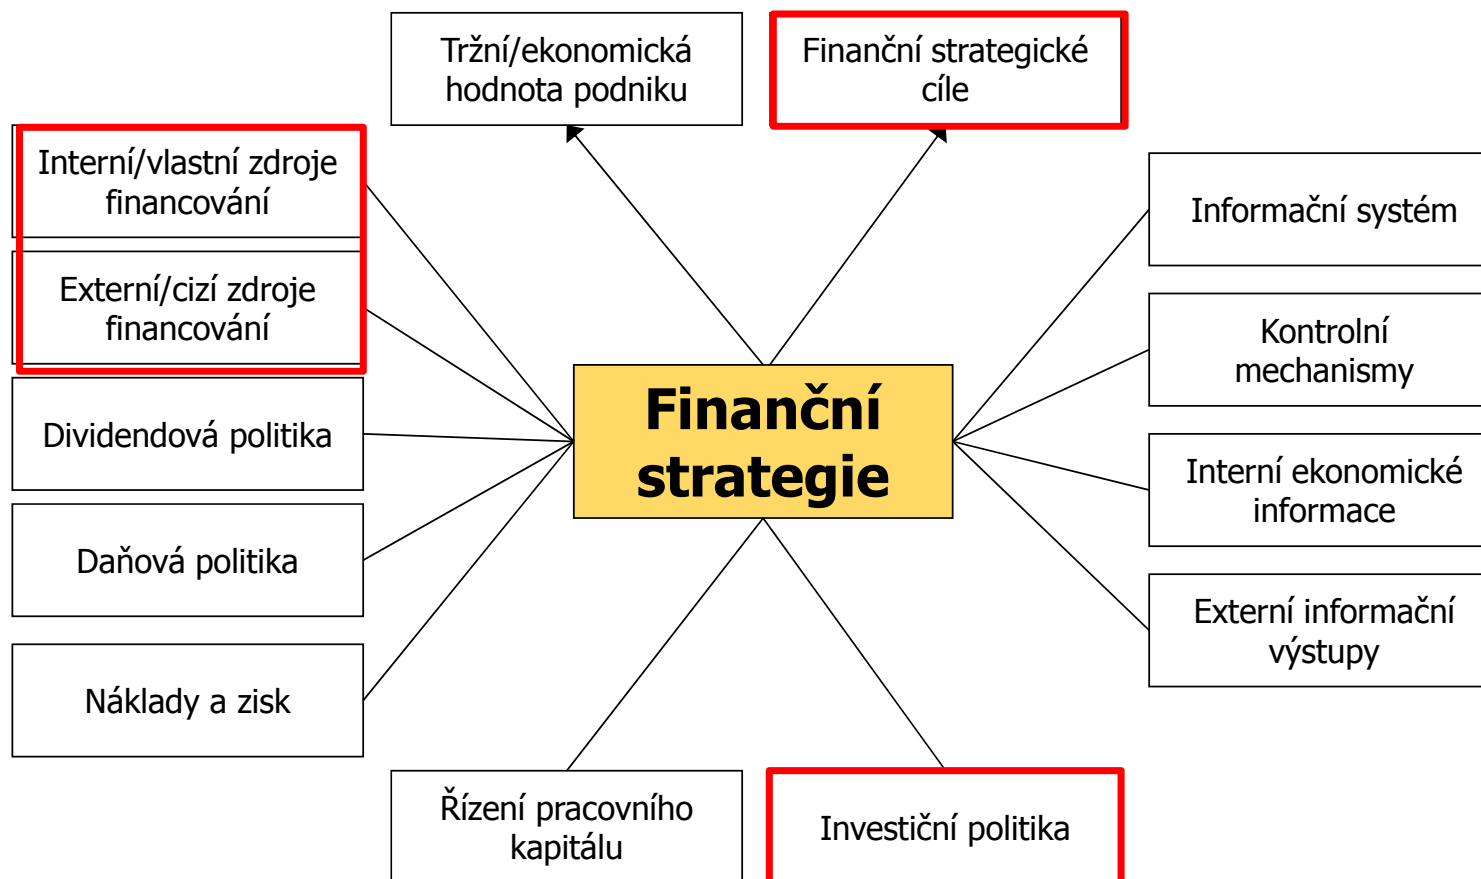 Tržní/ekonomická
hodnota podniku
Finanční strategické
cíle
Interní/vlastní zdroje
financování
Externí/cizí zdroje
financování
Dividendová politika
Daňová politika
Náklady a zisk
Finanční
strategie
Informační systém
Kontrolní
mechanismy
Interní ekonomické
informace
Externí informační
výstupy
Řízení pracovního
kapitálu
Investiční politika